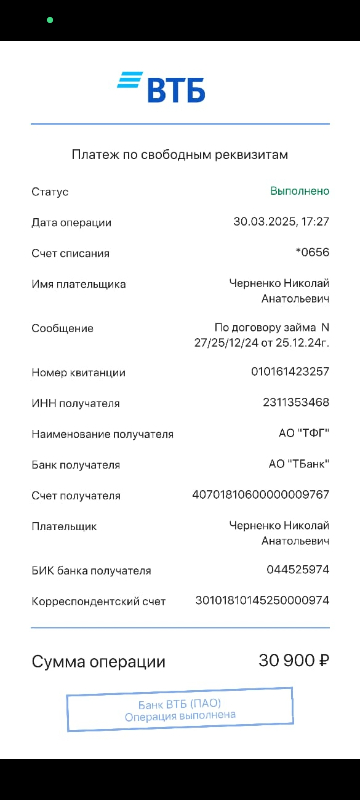 ВТБ
Платеж по свободным реквизитам
Статус Выполнено
Дата операции 30.03.2025, 17:27
Счет списания *0656
Имя плательщика Черненко Николай
Анатольевич
Сообщение По договору займа N
27/25/12/24 от 25.12.24г.
Номер квитанции 010161423257
ИНН получателя 2311353468
Наименование получателя АО "ТФГ"
Банк получателя АО "ТБанк"
Счет получателя 40701810600000009767
Плательщик Черненко Николай
Анатольевич
БИК банка получателя 044525974
Корреспондентский счет 30101810145250000974
Сумма операции 30 900 ₽
Банк ВТБ (ПАО)
Операция выполнена